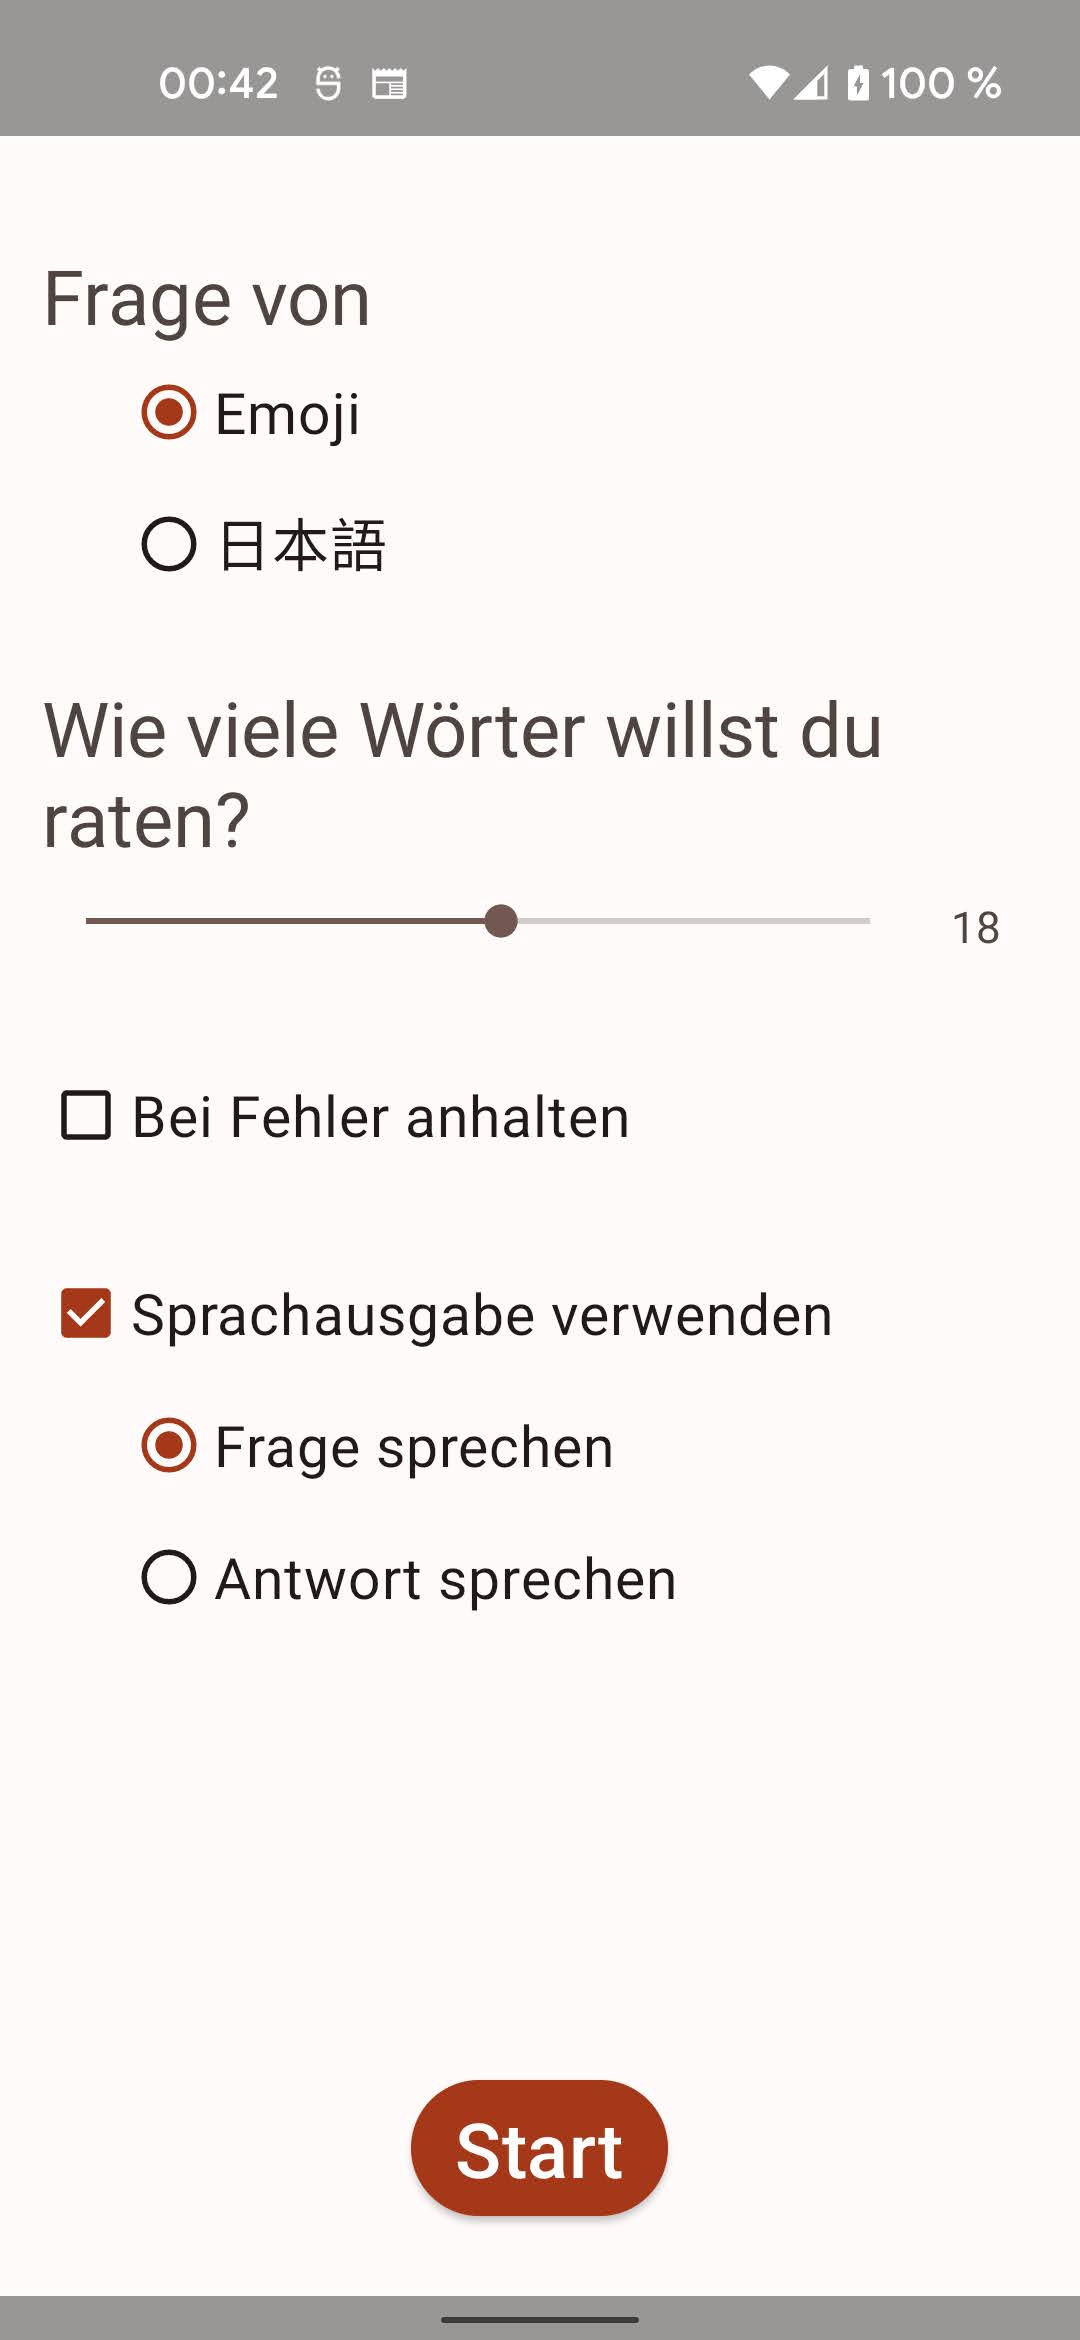 00:42
100 %
Frage von
Emoji
日本語
Wie viele Wörter willst du
raten?
18
Bei Fehler anhalten
Sprachausgabe verwenden
Frage sprechen
Antwort sprechen
Start